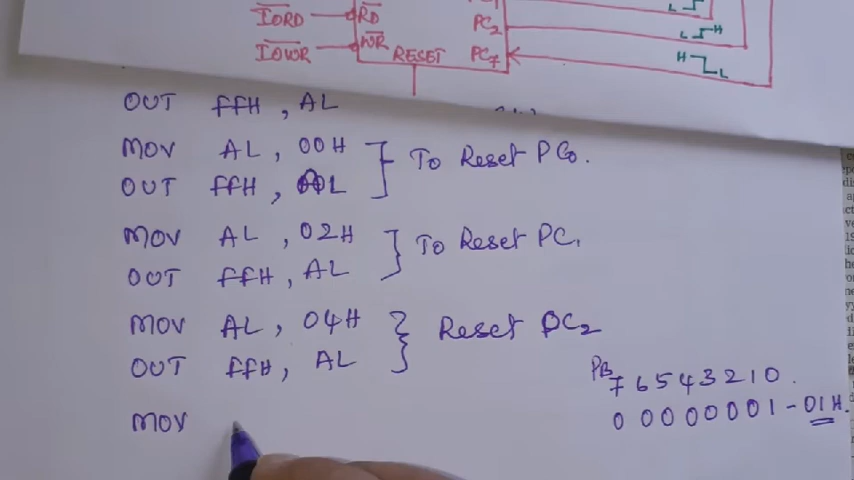 IORD RD
IOWR WR
RESET
PC2
PC7
L H
H L
OUT FFH, AL
MOV AL, 00H
OUT FFH, AL
To Reset PC0.
MOV AL, 02H
OUT FFH, AL
To Reset PC1
MOV AL, 04H
OUT FFH, AL
Reset PC2
MOV
PB
7 6 5 4 3 2 1 0
0 0 0 0 0 0 0 1 - 01H.